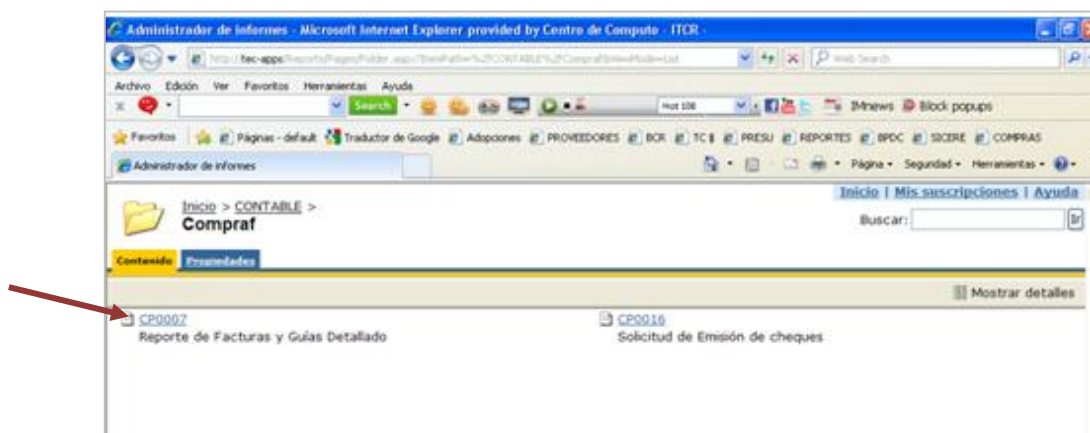 Administrador de informes - Microsoft Internet Explorer provided by Centro de Computo - ITCR -
Web Search
Archivo Edición Ver Favoritos Herramientas Ayuda
Search Hot 108 IMnews Block popups
Favoritos Páginas - default Traductor de Google Adopciones PROVEEDORES BCR TC $ PRESU REPORTES BPDC SICERE COMPRAS
Administrador de informes Página Seguridad Herramientas
Inicio | Mis suscripciones | Ayuda
Inicio > CONTABLE >
Compraf
Buscar: Ir
Contenido Propiedades
Mostrar detalles
CP0007 CP0016
Reporte de Facturas y Guías Detallado Solicitud de Emisión de cheques